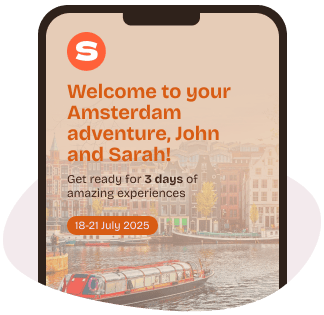 S
Welcome to your
Amsterdam
adventure, John
and Sarah!
Get ready for 3 days of
amazing experiences
18-21 July 2025